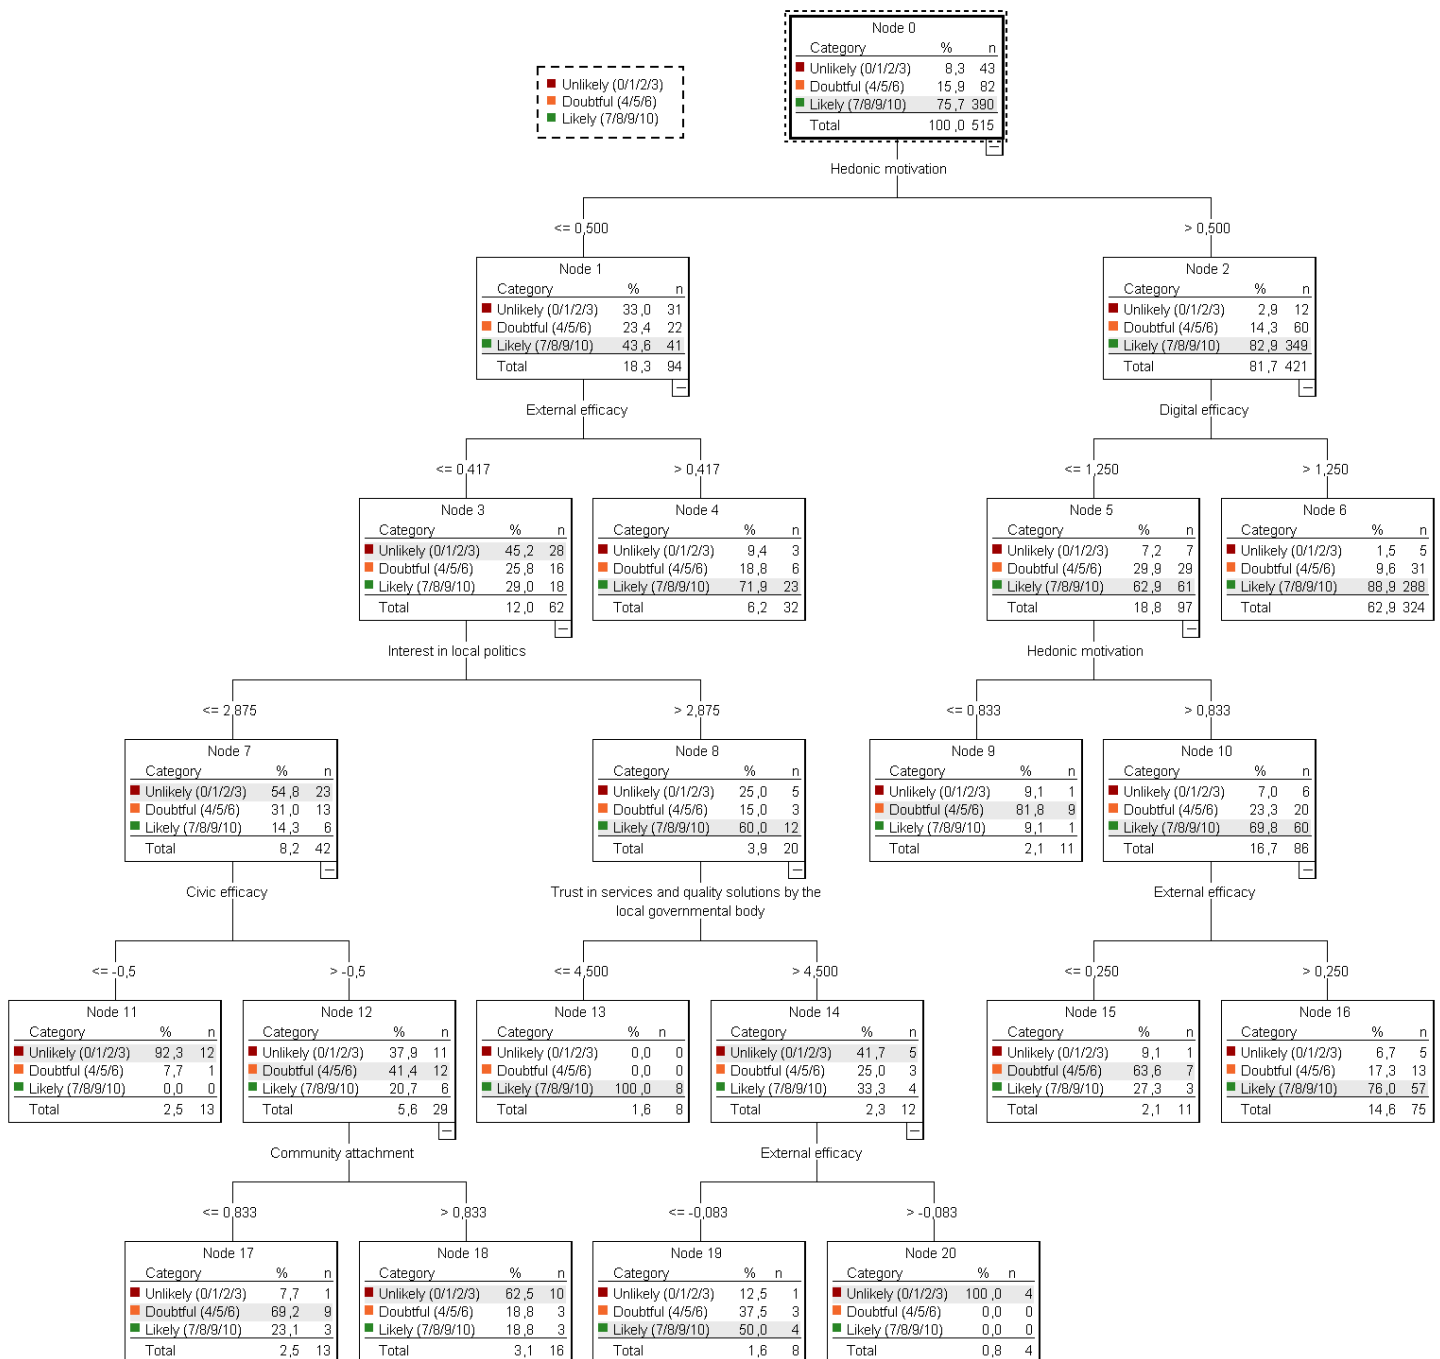 Node 0
Category % n
Unlikely (0/1/2/3) 8,3 43
Doubtful (4/5/6) 15,9 82
Likely (7/8/9/10) 75,7 390
Total 100,0 515
Unlikely (0/1/2/3)
Doubtful (4/5/6)
Likely (7/8/9/10)
Hedonic motivation
<= 0,500
> 0,500
Node 1
Category % n
Unlikely (0/1/2/3) 33,0 31
Doubtful (4/5/6) 23,4 22
Likely (7/8/9/10) 43,6 41
Total 18,3 94
Node 2
Category % n
Unlikely (0/1/2/3) 2,9 12
Doubtful (4/5/6) 14,3 60
Likely (7/8/9/10) 82,9 349
Total 81,7 421
External efficacy
Digital efficacy
<= 0,417
> 0,417
<= 1,250
> 1,250
Node 3
Category % n
Unlikely (0/1/2/3) 45,2 28
Doubtful (4/5/6) 25,8 16
Likely (7/8/9/10) 29,0 18
Total 12,0 62
Node 4
Category % n
Unlikely (0/1/2/3) 9,4 3
Doubtful (4/5/6) 18,8 6
Likely (7/8/9/10) 71,9 23
Total 6,2 32
Node 5
Category % n
Unlikely (0/1/2/3) 7,2 7
Doubtful (4/5/6) 29,9 29
Likely (7/8/9/10) 62,9 61
Total 18,8 97
Node 6
Category % n
Unlikely (0/1/2/3) 1,5 5
Doubtful (4/5/6) 9,6 31
Likely (7/8/9/10) 88,9 288
Total 62,9 324
Interest in local politics
Hedonic motivation
<= 2,875
> 2,875
<= 0,833
> 0,833
Node 7
Category % n
Unlikely (0/1/2/3) 54,8 23
Doubtful (4/5/6) 31,0 13
Likely (7/8/9/10) 14,3 6
Total 8,2 42
Node 8
Category % n
Unlikely (0/1/2/3) 25,0 5
Doubtful (4/5/6) 15,0 3
Likely (7/8/9/10) 60,0 12
Total 3,9 20
Node 9
Category % n
Unlikely (0/1/2/3) 9,1 1
Doubtful (4/5/6) 81,8 9
Likely (7/8/9/10) 9,1 1
Total 2,1 11
Node 10
Category % n
Unlikely (0/1/2/3) 7,0 6
Doubtful (4/5/6) 23,3 20
Likely (7/8/9/10) 69,8 60
Total 16,7 86
Civic efficacy
Trust in services and quality solutions by the
local governmental body
External efficacy
<= -0,5
> -0,5
<= 4,500
> 4,500
<= 0,250
> 0,250
Node 11
Category % n
Unlikely (0/1/2/3) 92,3 12
Doubtful (4/5/6) 7,7 1
Likely (7/8/9/10) 0,0 0
Total 2,5 13
Node 12
Category % n
Unlikely (0/1/2/3) 37,9 11
Doubtful (4/5/6) 41,4 12
Likely (7/8/9/10) 20,7 6
Total 5,6 29
Node 13
Category % n
Unlikely (0/1/2/3) 0,0 0
Doubtful (4/5/6) 0,0 0
Likely (7/8/9/10) 100,0 8
Total 1,6 8
Node 14
Category % n
Unlikely (0/1/2/3) 41,7 5
Doubtful (4/5/6) 25,0 3
Likely (7/8/9/10) 33,3 4
Total 2,3 12
Node 15
Category % n
Unlikely (0/1/2/3) 9,1 1
Doubtful (4/5/6) 63,6 7
Likely (7/8/9/10) 27,3 3
Total 2,1 11
Node 16
Category % n
Unlikely (0/1/2/3) 6,7 5
Doubtful (4/5/6) 17,3 13
Likely (7/8/9/10) 76,0 57
Total 14,6 75
Community attachment
External efficacy
<= 0,833
> 0,833
<= -0,083
> -0,083
Node 17
Category % n
Unlikely (0/1/2/3) 7,7 1
Doubtful (4/5/6) 69,2 9
Likely (7/8/9/10) 23,1 3
Total 2,5 13
Node 18
Category % n
Unlikely (0/1/2/3) 62,5 10
Doubtful (4/5/6) 18,8 3
Likely (7/8/9/10) 18,8 3
Total 3,1 16
Node 19
Category % n
Unlikely (0/1/2/3) 12,5 1
Doubtful (4/5/6) 37,5 3
Likely (7/8/9/10) 50,0 4
Total 1,6 8
Node 20
Category % n
Unlikely (0/1/2/3) 100,0 4
Doubtful (4/5/6) 0,0 0
Likely (7/8/9/10) 0,0 0
Total 0,8 4